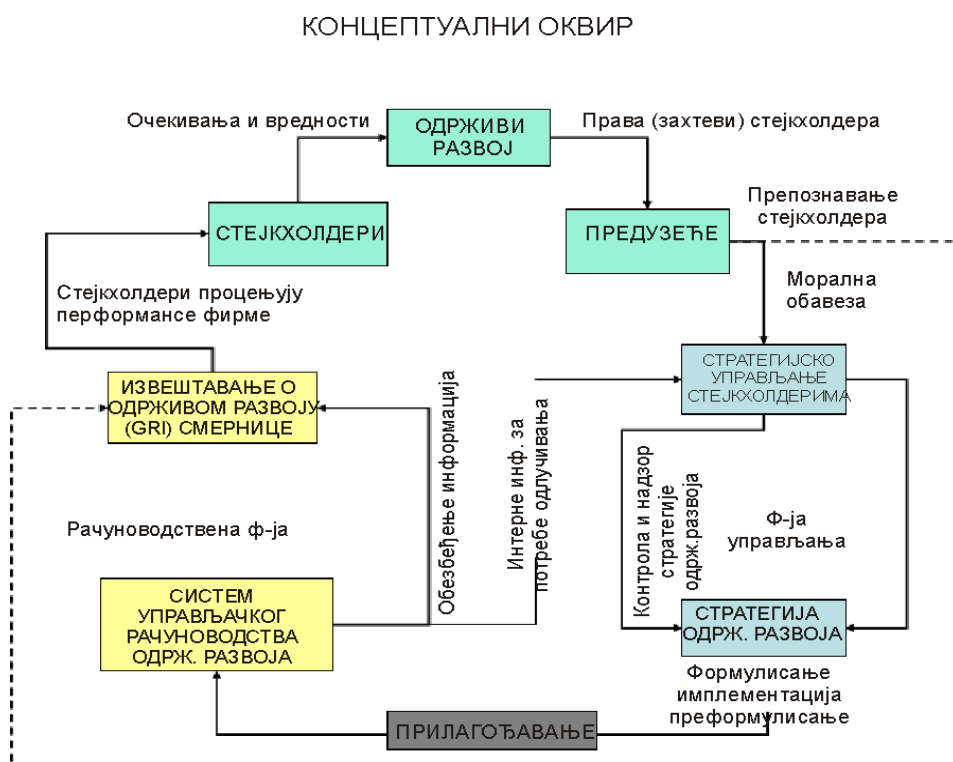 КОНЦЕПТУАЛНИ ОКВИР
Очекивања и вредности
ОДРЖИВИ
РАЗВОЈ
Права (захтеви) стејкхолдера
СТЕЈКХОЛДЕРИ
ПРЕДУЗЕЋЕ
Препознавање
стејкхолдера
Стејкхолдери процењују
перформансе фирме
Морална
обавеза
ИЗВЕШТАВАЊЕ О
ОДРЖИВОМ РАЗВОЈУ
(GRI) СМЕРНИЦЕ
СТРАТЕГИЈСКО
УПРАВЉАЊЕ
СТЕЈКХОЛДЕРИМА
Обезбеђење информација
Интерне инф. за
потребе одлучивања
Контрола и надзор
стратегије
одрж.развоја
Рачуноводствена ф-ја
Ф-ја
управљања
СИСТЕМ
УПРАВЉАЧКОГ
РАЧУНОВОДСТВА
ОДРЖ. РАЗВОЈА
СТРАТЕГИЈА
ОДРЖ. РАЗВОЈА
Формулисање
имплементација
преформулисање
ПРИЛАГОЂАВАЊЕ